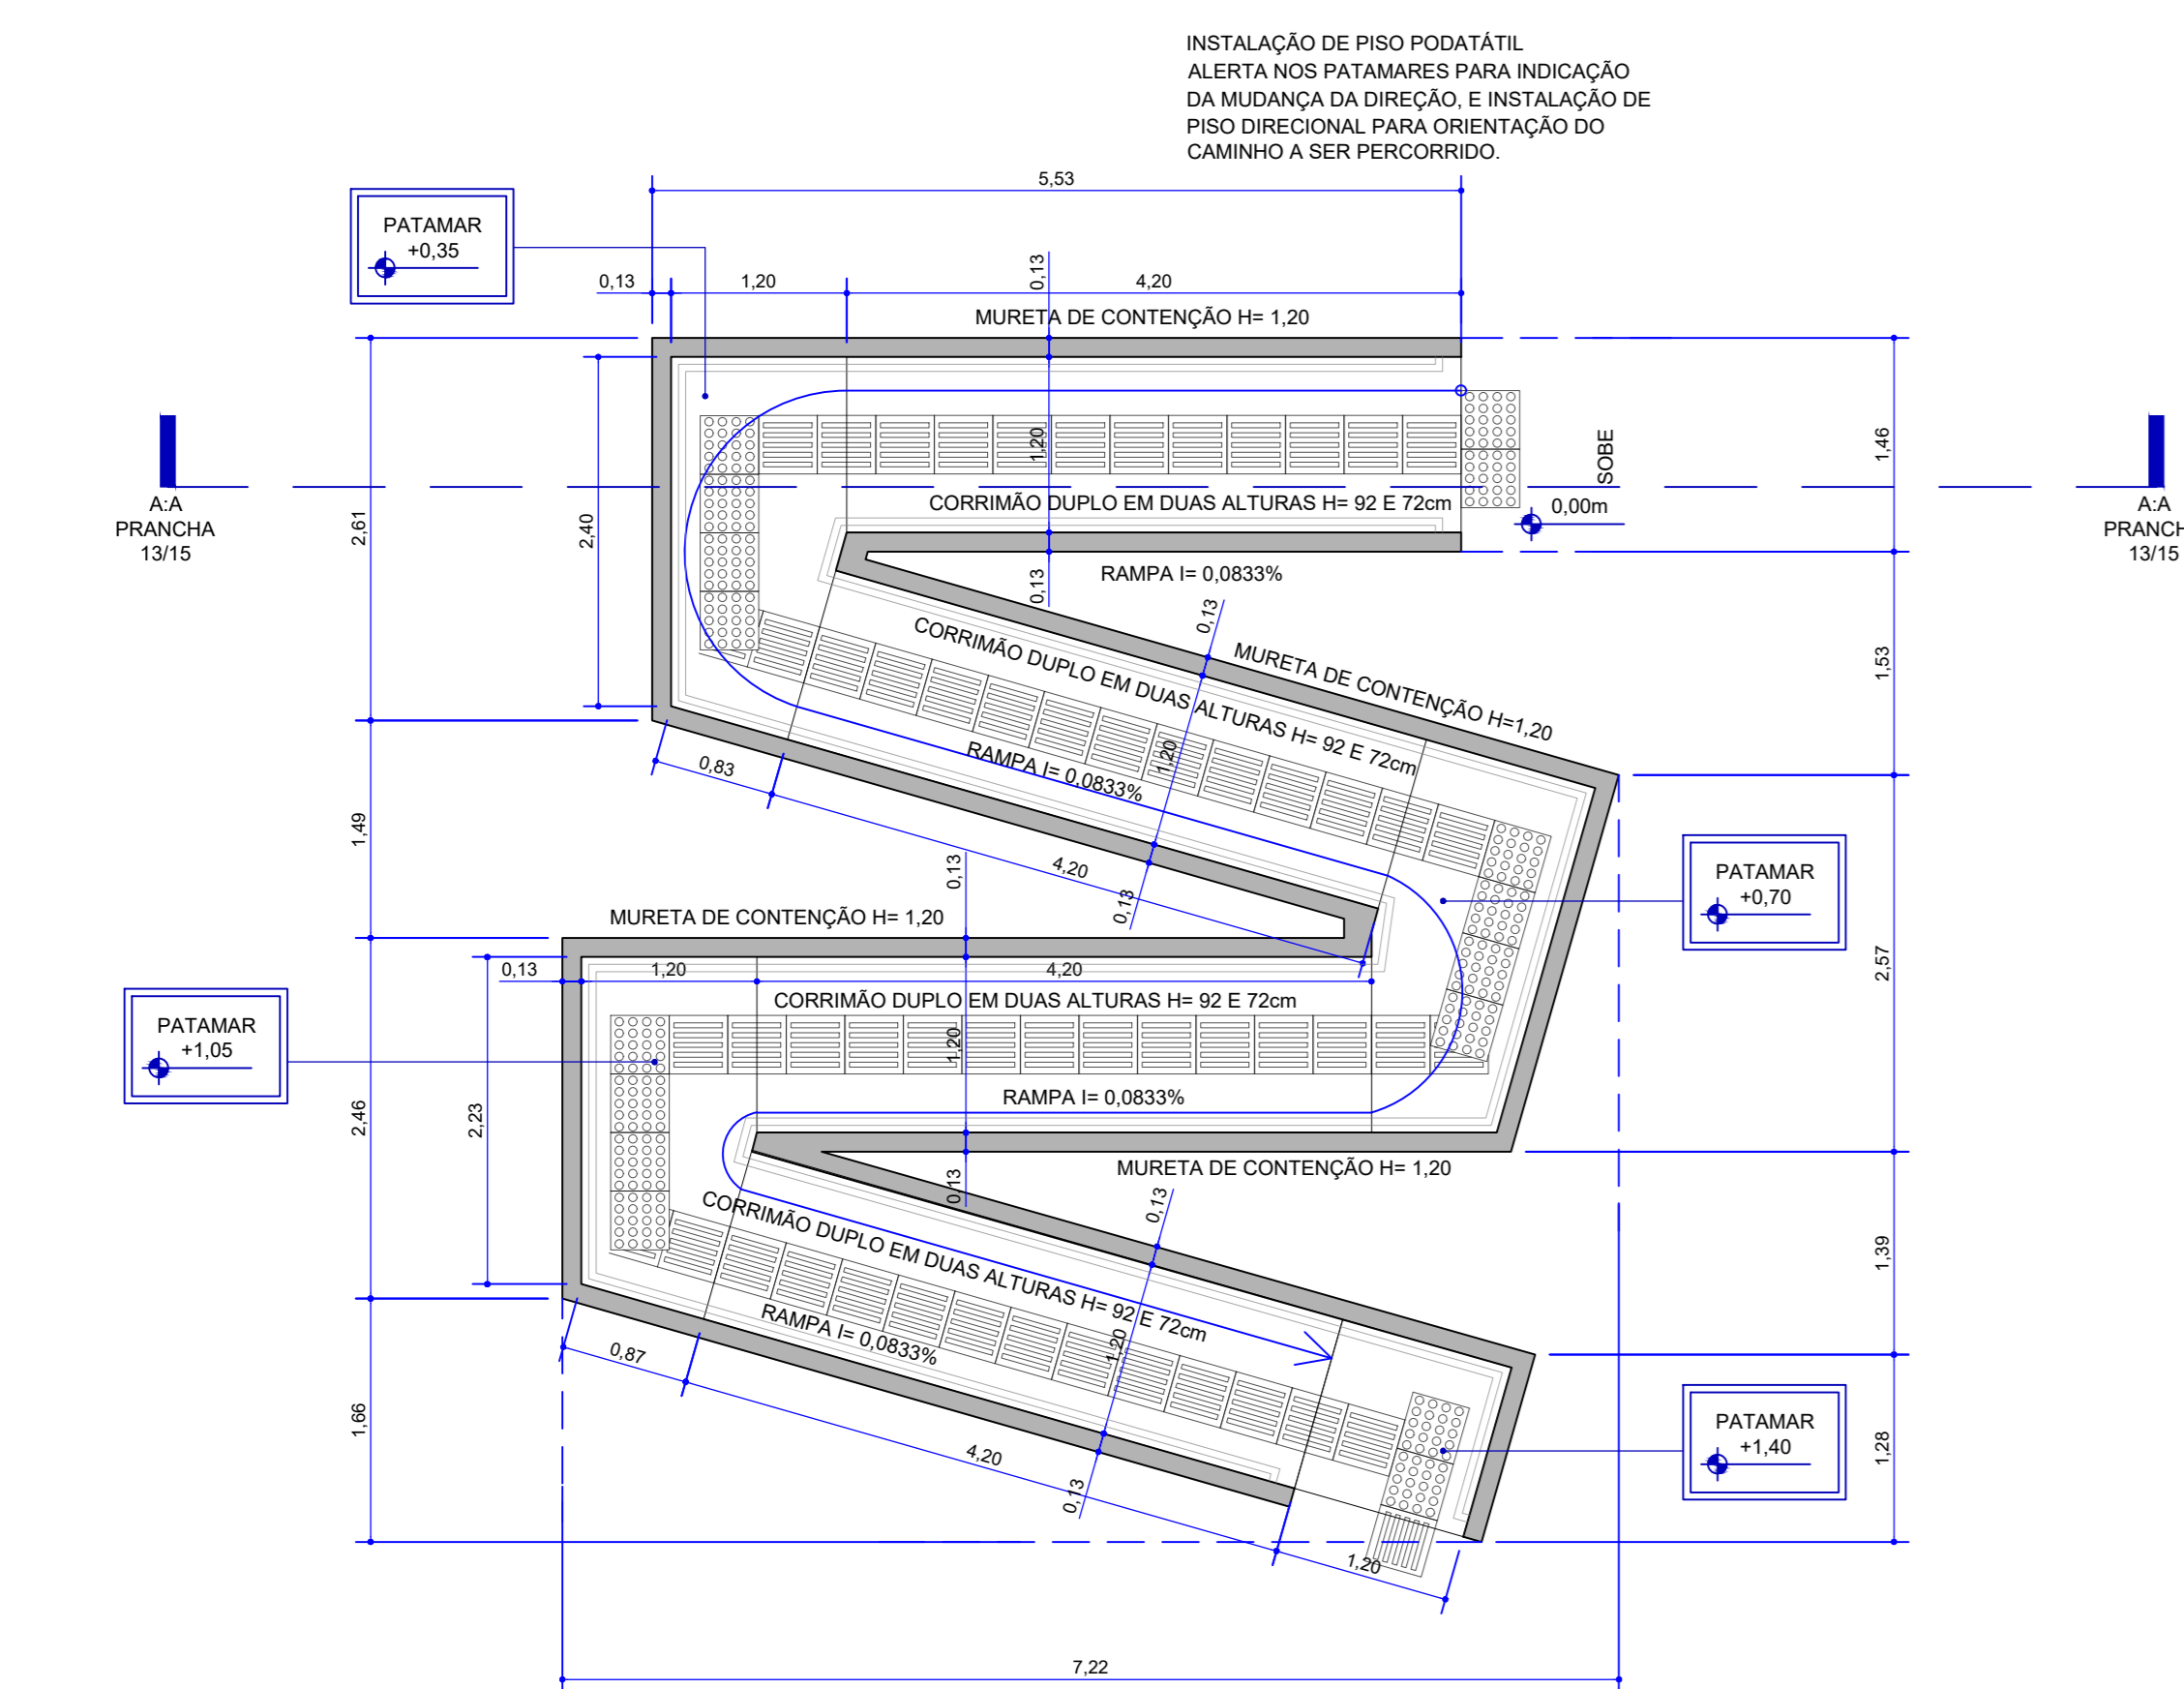 INSTALAÇÃO DE PISO PODATÁTIL
ALERTA NOS PATAMARES PARA INDICAÇÃO
DA MUDANÇA DA DIREÇÃO, E INSTALAÇÃO DE
PISO DIRECIONAL PARA ORIENTAÇÃO DO
CAMINHO A SER PERCORRIDO.
5,53
PATAMAR
+0,35
0,13
1,20
0,13
4,20
MURETA DE CONTENÇÃO H= 1,20
2,61
2,40
1,20
SOBE
1,46
A:A
PRANCHA
13/15
CORRIMÃO DUPLO EM DUAS ALTURAS H= 92 E 72cm
0,00m
A:A
PRANCH
13/15
0,13
RAMPA I= 0,0833%
0,13
CORRIMÃO DUPLO EM DUAS ALTURAS H= 92 E 72cm
MURETA DE CONTENÇÃO H=1,20
1,53
1,20
RAMPA I= 0,0833%
0,83
4,20
0,13
1,49
0,13
PATAMAR
+0,70
MURETA DE CONTENÇÃO H= 1,20
2,57
0,13
1,20
4,20
CORRIMÃO DUPLO EM DUAS ALTURAS H= 92 E 72cm
PATAMAR
+1,05
1,20
RAMPA I= 0,0833%
2,46
2,23
MURETA DE CONTENÇÃO H= 1,20
0,13
0,13
CORRIMÃO DUPLO EM DUAS ALTURAS H= 92 E 72cm
1,39
RAMPA I= 0,0833%
1,20
0,87
4,20
0,13
1,66
PATAMAR
+1,40
1,28
1,20
7,22